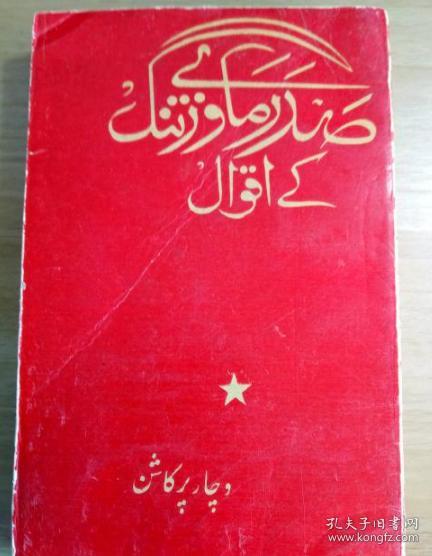 صدر ماؤزے تنگ
کے اقوال
وچار پرکاشن
孔夫子旧书网
www.kongfz.com